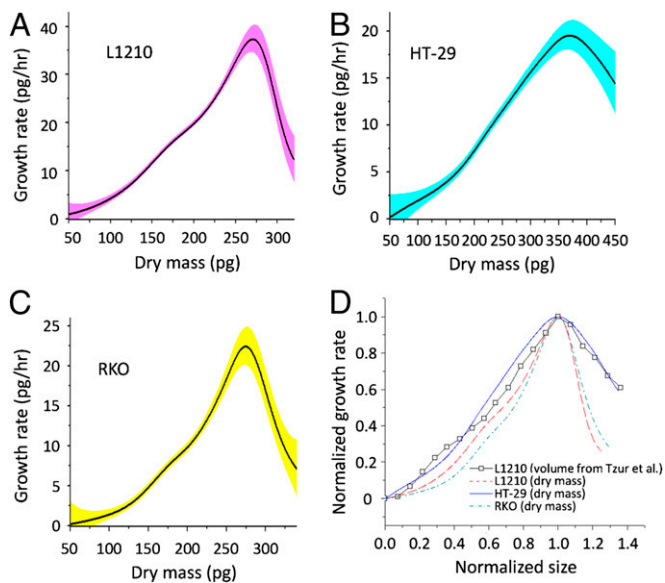 A
L1210
Growth rate (pg/hr)
40
30
20
10
0
50 100 150 200 250 300
Dry mass (pg)
B
HT-29
Growth rate (pg/hr)
20
15
10
5
0
50 100 150 200 250 300 350 400 450
Dry mass (pg)
C
RKO
Growth rate (pg/hr)
25
20
15
10
5
0
50 100 150 200 250 300
Dry mass (pg)
D
Normalized growth rate
1.0
0.8
0.6
0.4
0.2
0
L1210 (volume from Tzur et al.)
L1210 (dry mass)
HT-29 (dry mass)
RKO (dry mass)
0.0 0.2 0.4 0.6 0.8 1.0 1.2 1.4
Normalized size